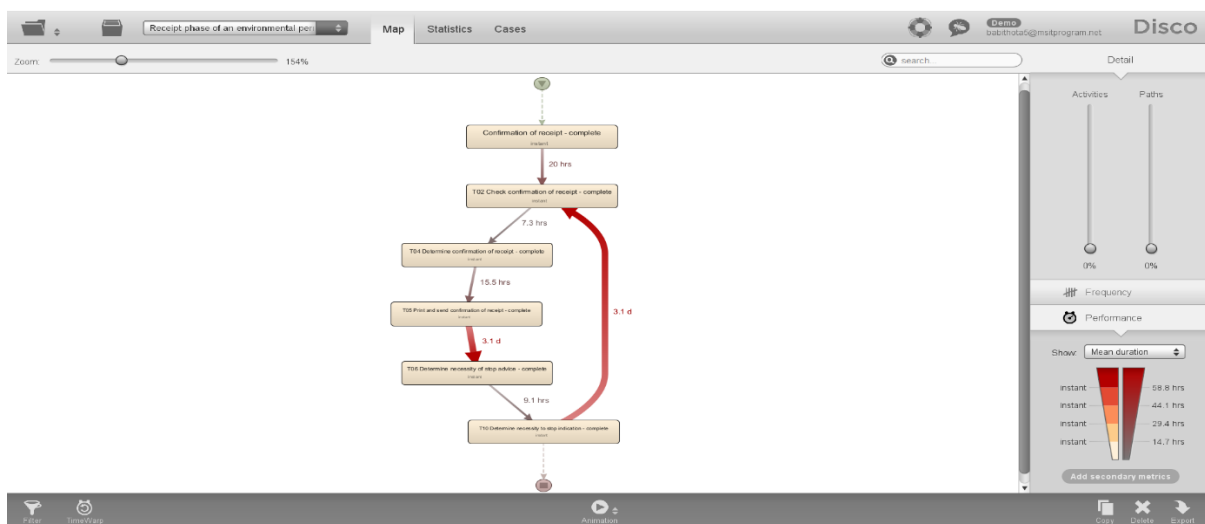 Receipt phase of an environmental per
Map
Statistics
Cases
Demo
babithota5@msitprogram.net
Disco
Zoom:
154%
search...
Detail
Activities
Paths
0%
0%
Frequency
Performance
Show:
Mean duration
instant
58.8 hrs
instant
44.1 hrs
instant
29.4 hrs
instant
14.7 hrs
Add secondary metrics
Confirmation of receipt - complete
instant
20 hrs
T02 Check confirmation of receipt - complete
instant
7.3 hrs
T04 Determine confirmation of receipt - complete
instant
15.5 hrs
T05 Print and send confirmation of receipt - complete
instant
3.1 d
3.1 d
T06 Determine necessity of stop advice - complete
instant
9.1 hrs
T10 Determine necessity to stop indication - complete
instant
Filter
TimeWarp
Animation
Copy
Delete
Export